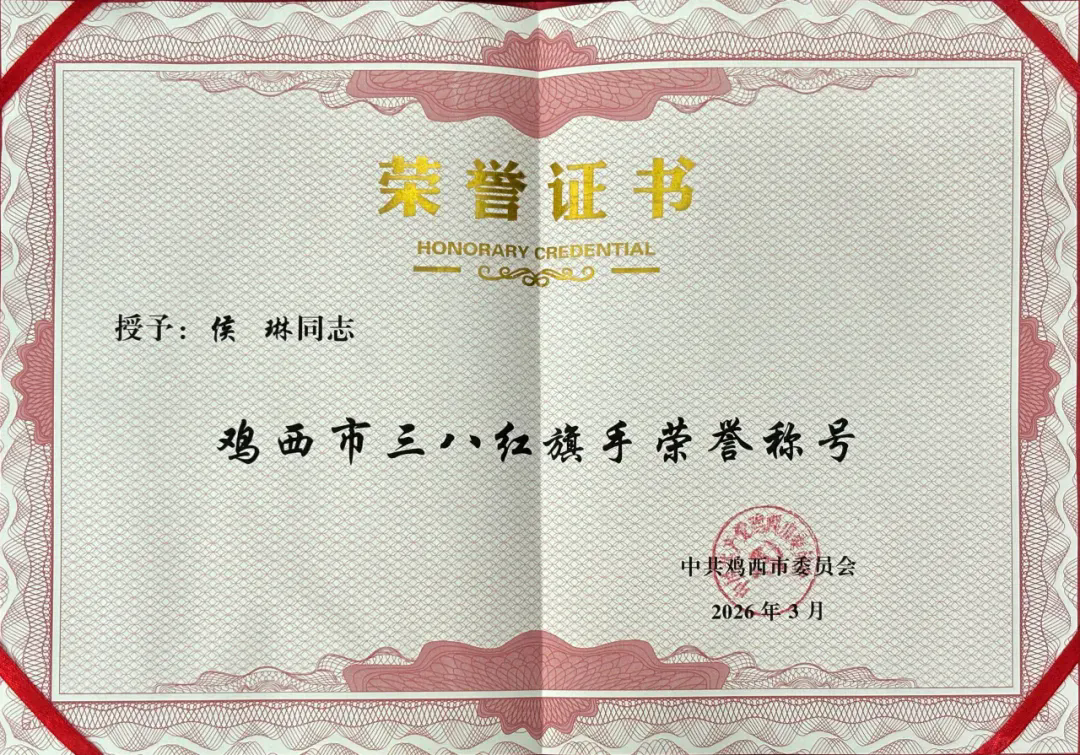 荣誉证书
HONORARY CREDENTIAL
授予：侯 琳同志
鸡西市三八红旗手荣誉称号
中共鸡西市委员会
2026年3月